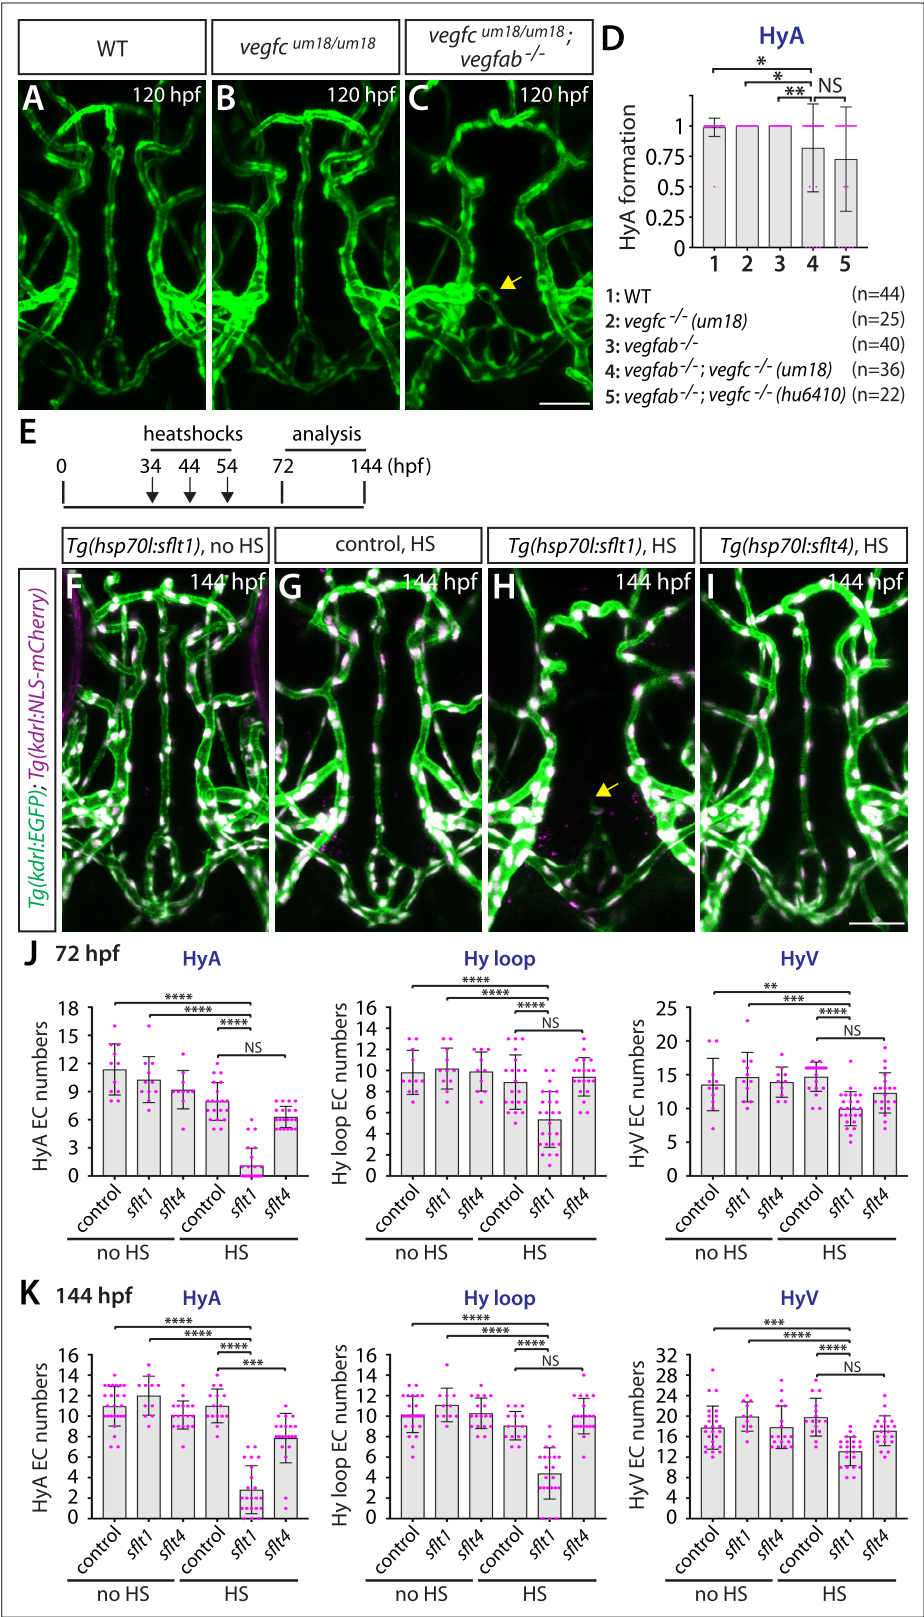 WT
vegfc um18/um18
vegfc um18/um18;
vegfab -/-
A 120 hpf
B 120 hpf
C 120 hpf
D HyA
*
*
** NS
HyA formation
1
0.75
0.5
0.25
0
1 2 3 4 5
1: WT (n=44)
2: vegfc -/- (um18) (n=25)
3: vegfab -/- (n=40)
4: vegfab -/-; vegfc -/- (um18) (n=36)
5: vegfab -/-; vegfc -/- (hu6410) (n=22)
E heatshocks analysis
0 34 44 54 72 144 (hpf)
Tg(hsp70l:sflt1), no HS
control, HS
Tg(hsp70l:sflt1), HS
Tg(hsp70l:sflt4), HS
Tg(kdrl:EGFP); Tg(kdrl:NLS-mCherry)
F 144 hpf
G 144 hpf
H 144 hpf
I 144 hpf
J 72 hpf
HyA
****
****
****
NS
HyA EC numbers
18
15
12
9
6
3
0
control sflt1 sflt4 control sflt1 sflt4
no HS HS
Hy loop
****
****
****
NS
Hy loop EC numbers
16
14
12
10
8
6
4
2
0
control sflt1 sflt4 control sflt1 sflt4
no HS HS
HyV
**
***
****
NS
HyV EC numbers
25
20
15
10
5
0
control sflt1 sflt4 control sflt1 sflt4
no HS HS
K 144 hpf
HyA
****
****
****
***
HyA EC numbers
16
14
12
10
8
6
4
2
0
control sflt1 sflt4 control sflt1 sflt4
no HS HS
Hy loop
****
****
****
NS
Hy loop EC numbers
16
14
12
10
8
6
4
2
0
control sflt1 sflt4 control sflt1 sflt4
no HS HS
HyV
***
****
****
NS
HyV EC numbers
32
28
24
20
16
12
8
4
0
control sflt1 sflt4 control sflt1 sflt4
no HS HS